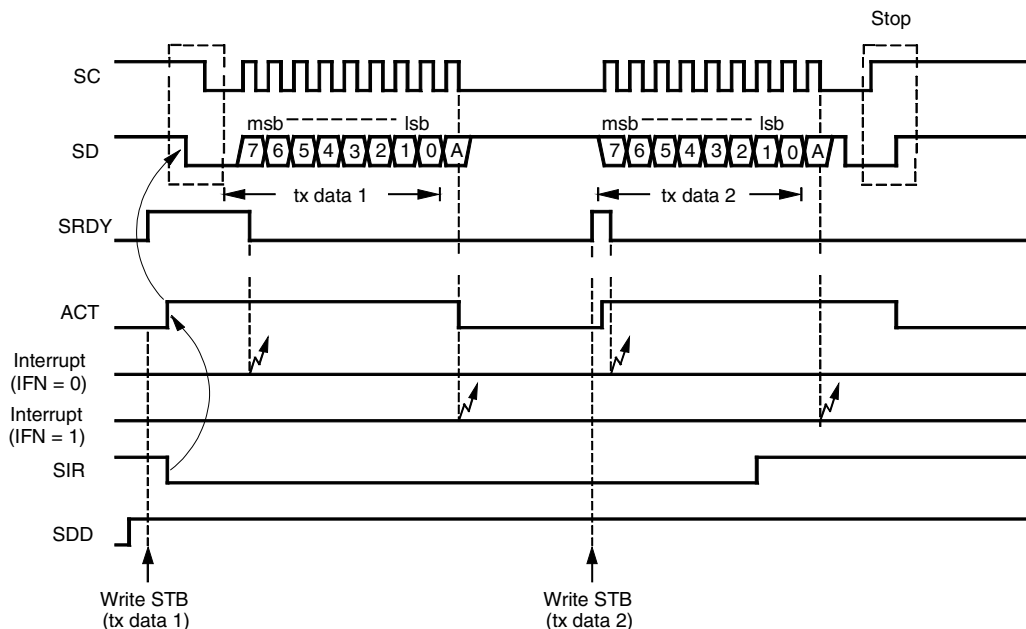 Stop
SC
msb lsb
msb lsb
SD
7 6 5 4 3 2 1 0 A
7 6 5 4 3 2 1 0 A
tx data 1
tx data 2
SRDY
ACT
Interrupt
(IFN = 0)
Interrupt
(IFN = 1)
SIR
SDD
Write STB
(tx data 1)
Write STB
(tx data 2)